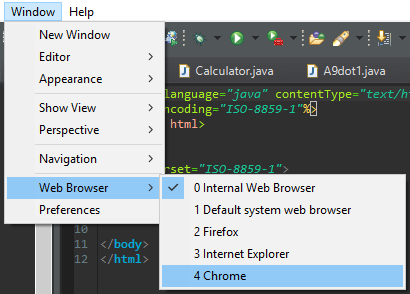 Window Help
New Window
Editor
Appearance
Show View
Perspective
Navigation
Web Browser
Preferences
0 Internal Web Browser
1 Default system web browser
2 Firefox
3 Internet Explorer
4 Chrome
Calculator.java A9dot1.java
language="java" contentType="text/h
ncoding="ISO-8859-1"%>
html>
rset="ISO-8859-1">
10
11 </body>
12 </html>